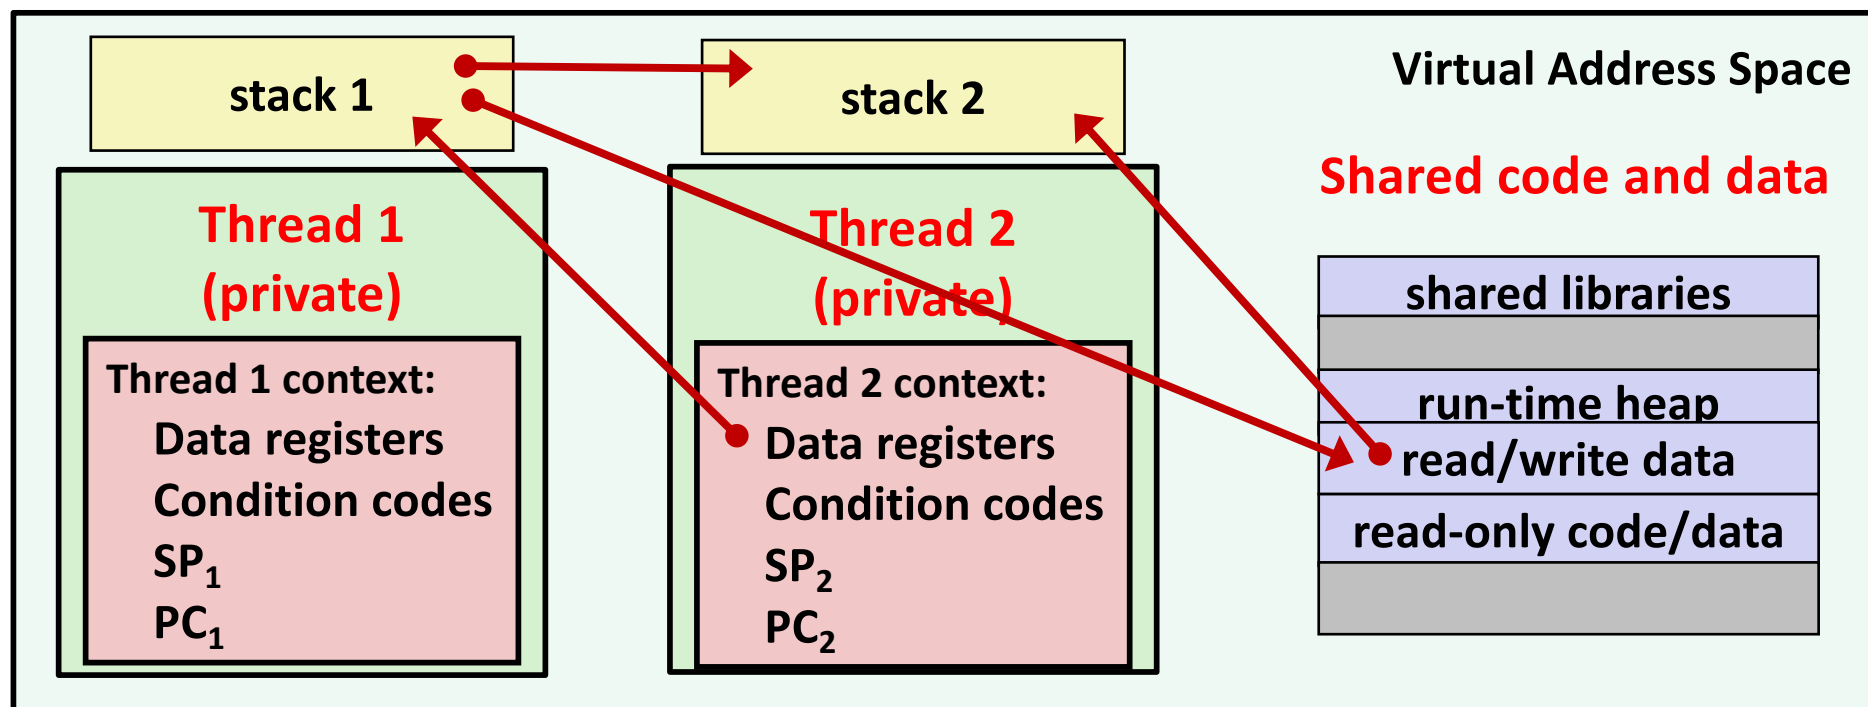 stack 1
stack 2
Virtual Address Space
Shared code and data
Thread 1
(private)
Thread 1 context:
Data registers
Condition codes
SP₁
PC₁
Thread 2
(private)
Thread 2 context:
Data registers
Condition codes
SP₂
PC₂
shared libraries
run-time heap
read/write data
read-only code/data